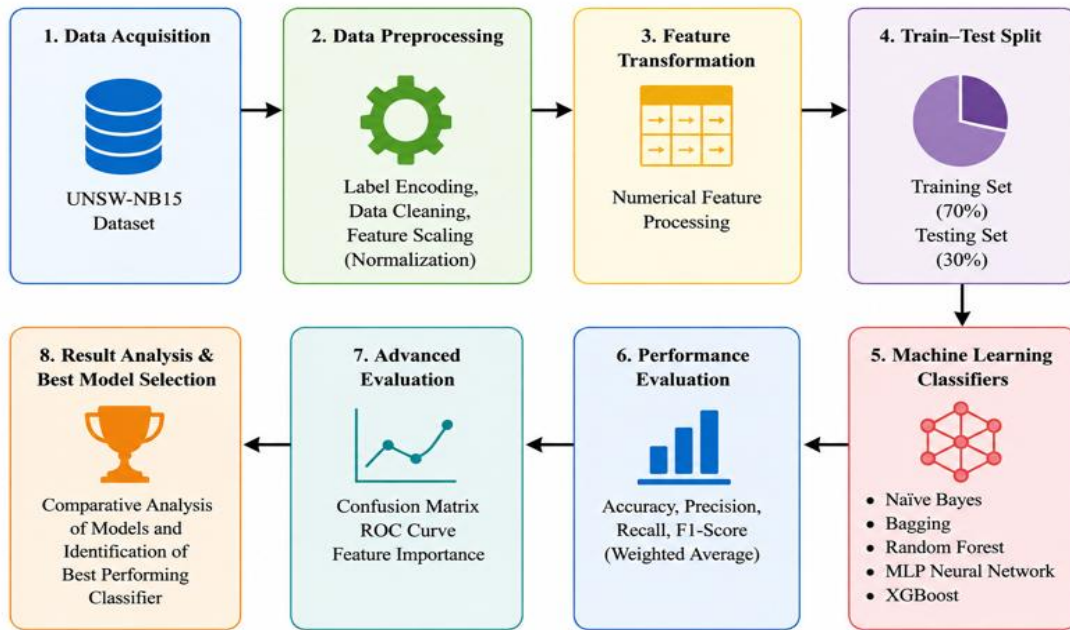 1. Data Acquisition
UNSW-NB15
Dataset
2. Data Preprocessing
Label Encoding,
Data Cleaning,
Feature Scaling
(Normalization)
3. Feature
Transformation
Numerical Feature
Processing
4. Train–Test Split
Training Set
(70%)
Testing Set
(30%)
5. Machine Learning
Classifiers
• Naïve Bayes
• Bagging
• Random Forest
• MLP Neural Network
• XGBoost
6. Performance
Evaluation
Accuracy, Precision,
Recall, F1-Score
(Weighted Average)
7. Advanced
Evaluation
Confusion Matrix
ROC Curve
Feature Importance
8. Result Analysis &
Best Model Selection
Comparative Analysis
of Models and
Identification of
Best Performing
Classifier